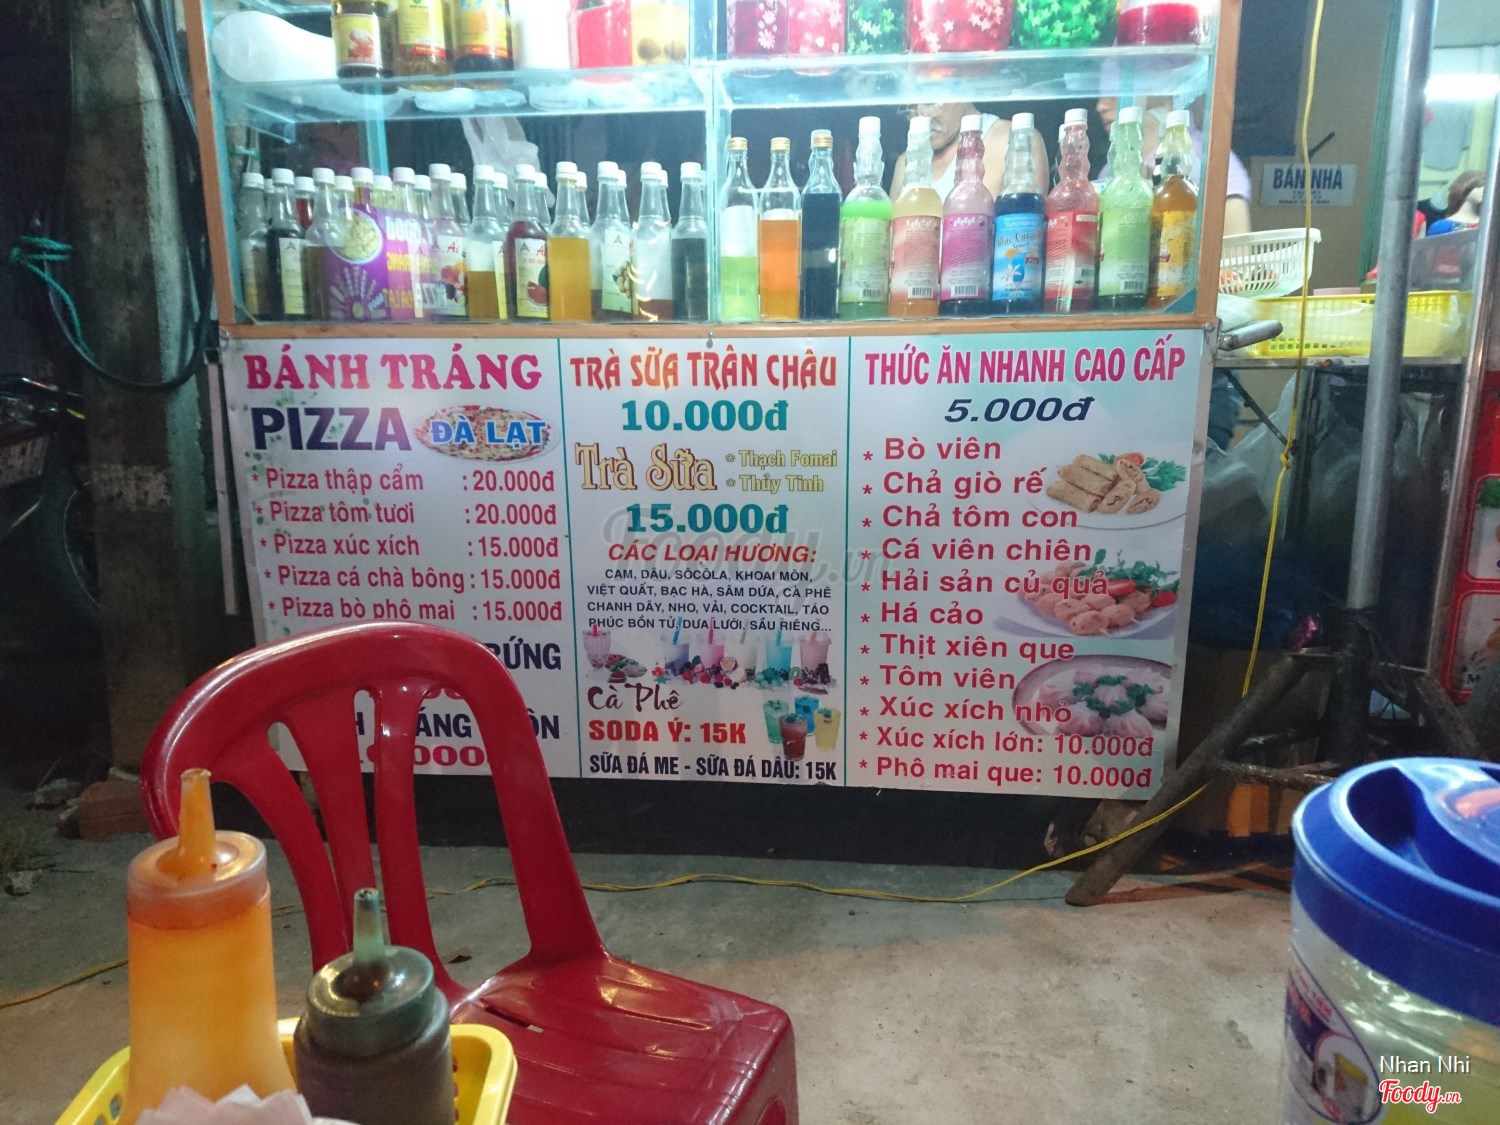 BÁN NHÀ
BÁNH TRÁNG
PIZZA ĐÀ LẠT
* Pizza thập cẩm : 20.000đ
* Pizza tôm tươi : 20.000đ
* Pizza xúc xích : 15.000đ
* Pizza cá chà bông : 15.000đ
* Pizza bò phô mai : 15.000đ
TRÀ SỮA TRÂN CHÂU
10.000đ
Trà Sữa * Thạch Fomai
* Thủy Tinh
15.000đ
CÁC LOẠI HƯƠNG:
CAM, DÂU, SÔCÔLA, KHOAI MÔN,
VIỆT QUẤT, BẠC HÀ, SÂM DỨA, CÀ PHÊ
CHANH DÂY, NHO, VẢI, COCKTAIL, TÁO
PHÚC BỒN TỬ, DƯA LƯỚI, SẦU RIÊNG...
Cà Phê
SODA Ý: 15K
SỮA ĐÁ ME - SỮA ĐÁ DÂU: 15K
THỨC ĂN NHANH CAO CẤP
5.000đ
* Bò viên
* Chả giò rế
* Chả tôm con
* Cá viên chiên
* Hải sản củ quả
* Há cảo
* Thịt xiên que
* Tôm viên
* Xúc xích nhỏ
* Xúc xích lớn: 10.000đ
* Phô mai que: 10.000đ
Foody.vn
Nhan Nhi
Foody.vn